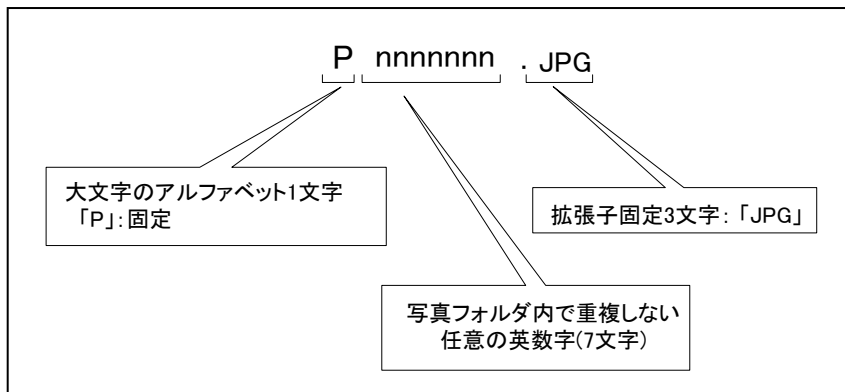 P nnnnnnn . JPG
大文字のアルファベット1文字
「P」：固定
拡張子固定3文字：「JPG」
写真フォルダ内で重複しない
任意の英数字(7文字)